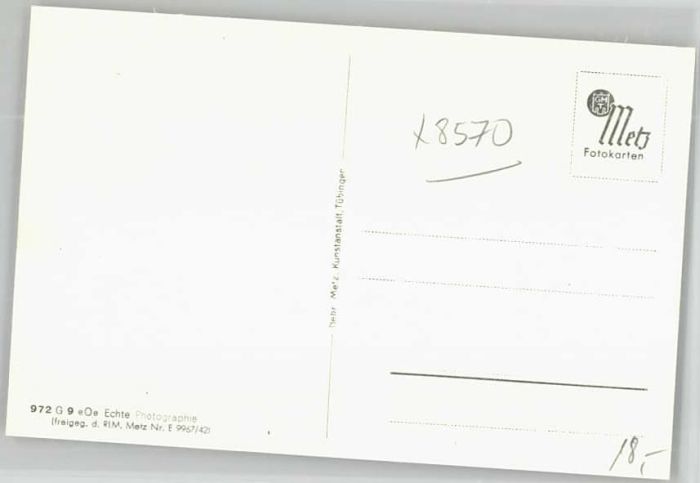 x8570
GM
T
Metz
Fotokarten
Gebr. Metz, Kunstanstalt, Tübingen
972 G 9 eOe Echte Photographie
(freigeg. d. RLM, Metz Nr. E 9967/42)
18,-